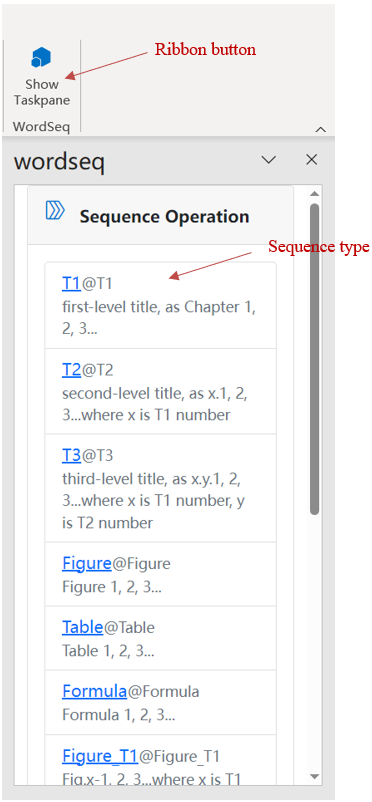 Ribbon button
Show
Taskpane
WordSeq
wordseq
Sequence Operation
Sequence type
T1@T1
first-level title, as Chapter 1,
2, 3...
T2@T2
second-level title, as x.1, 2,
3...where x is T1 number
T3@T3
third-level title, as x.y.1, 2,
3...where x is T1 number, y
is T2 number
Figure@Figure
Figure 1, 2, 3...
Table@Table
Table 1, 2, 3...
Formula@Formula
Formula 1, 2, 3...
Figure_T1@Figure_T1
Fig.x-1, 2, 3...where x is T1